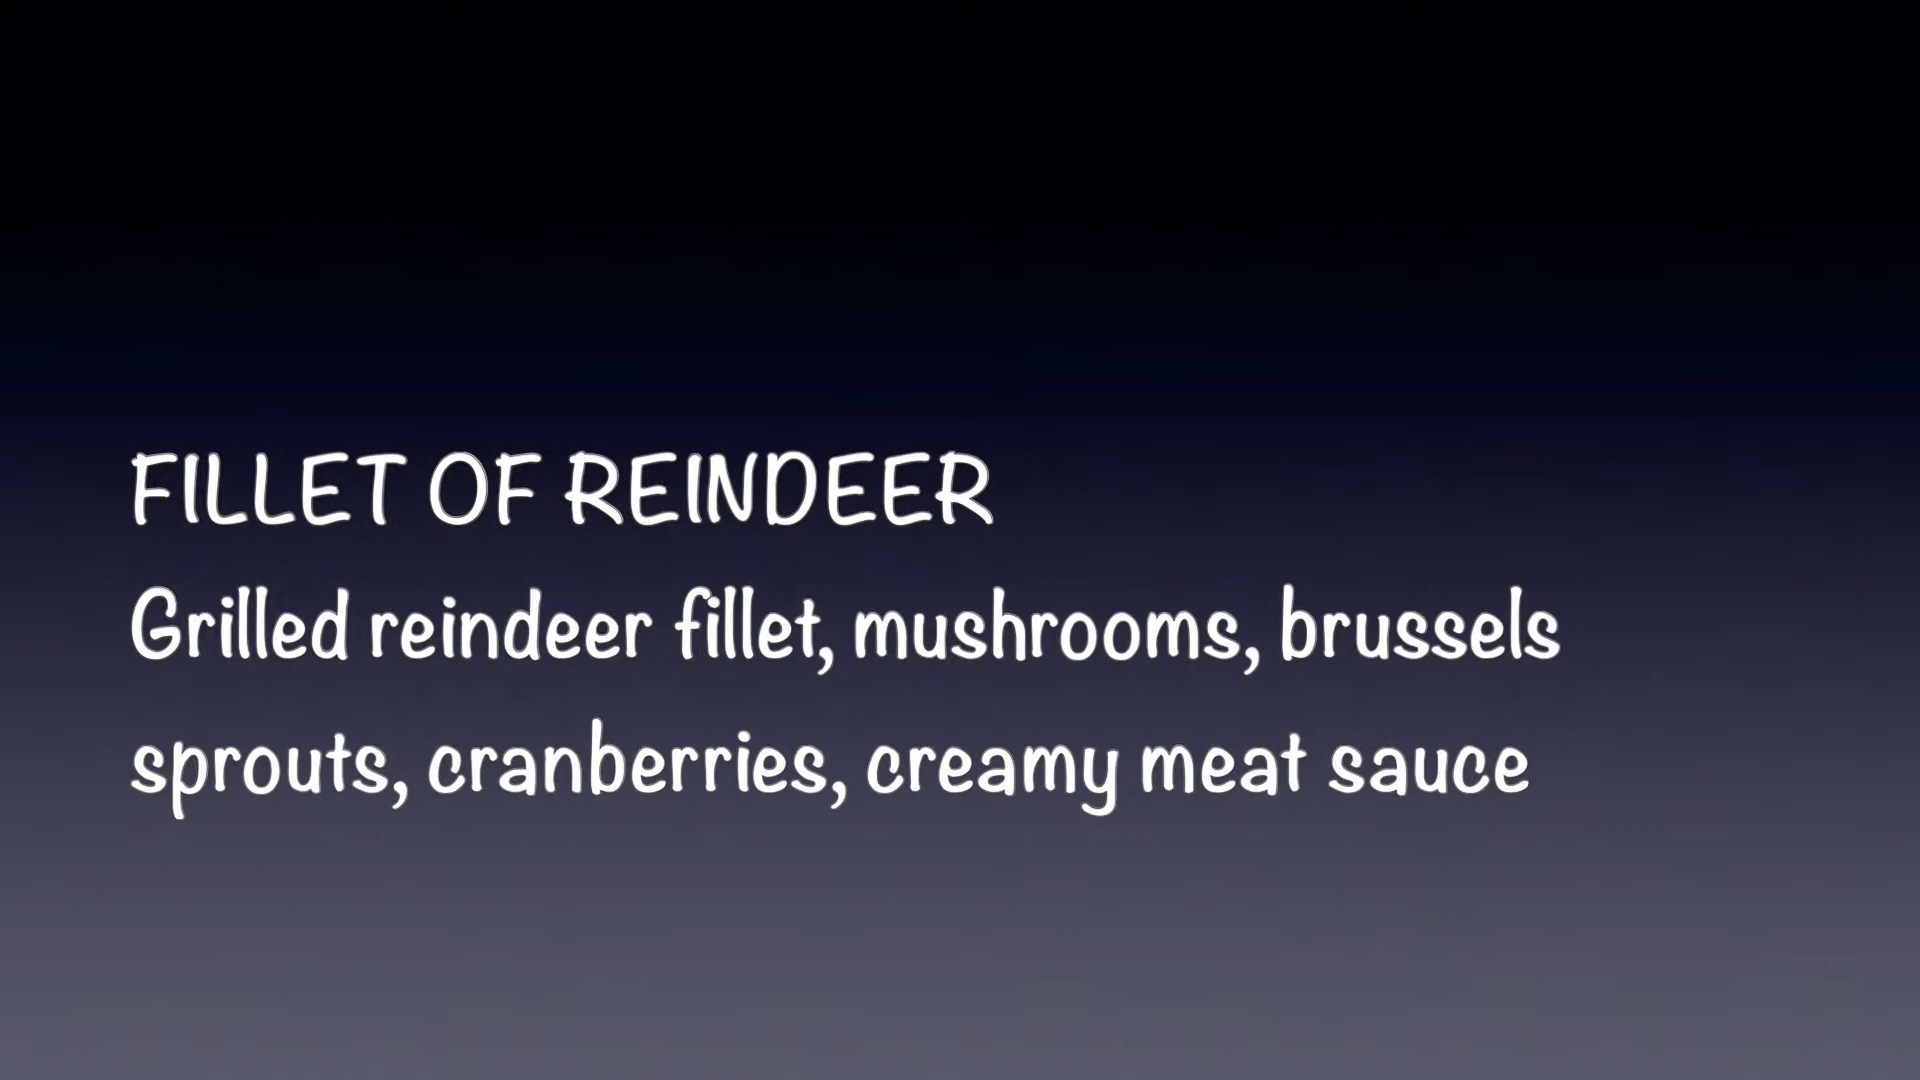 FILLET OF REINDEER
Grilled reindeer fillet, mushrooms, brussels
sprouts, cranberries, creamy meat sauce